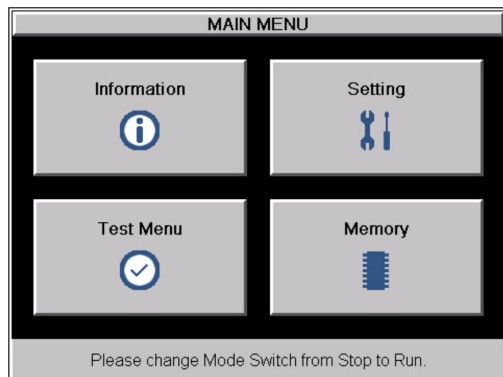 MAIN MENU
Information
Setting
Test Menu
Memory
Please change Mode Switch from Stop to Run.